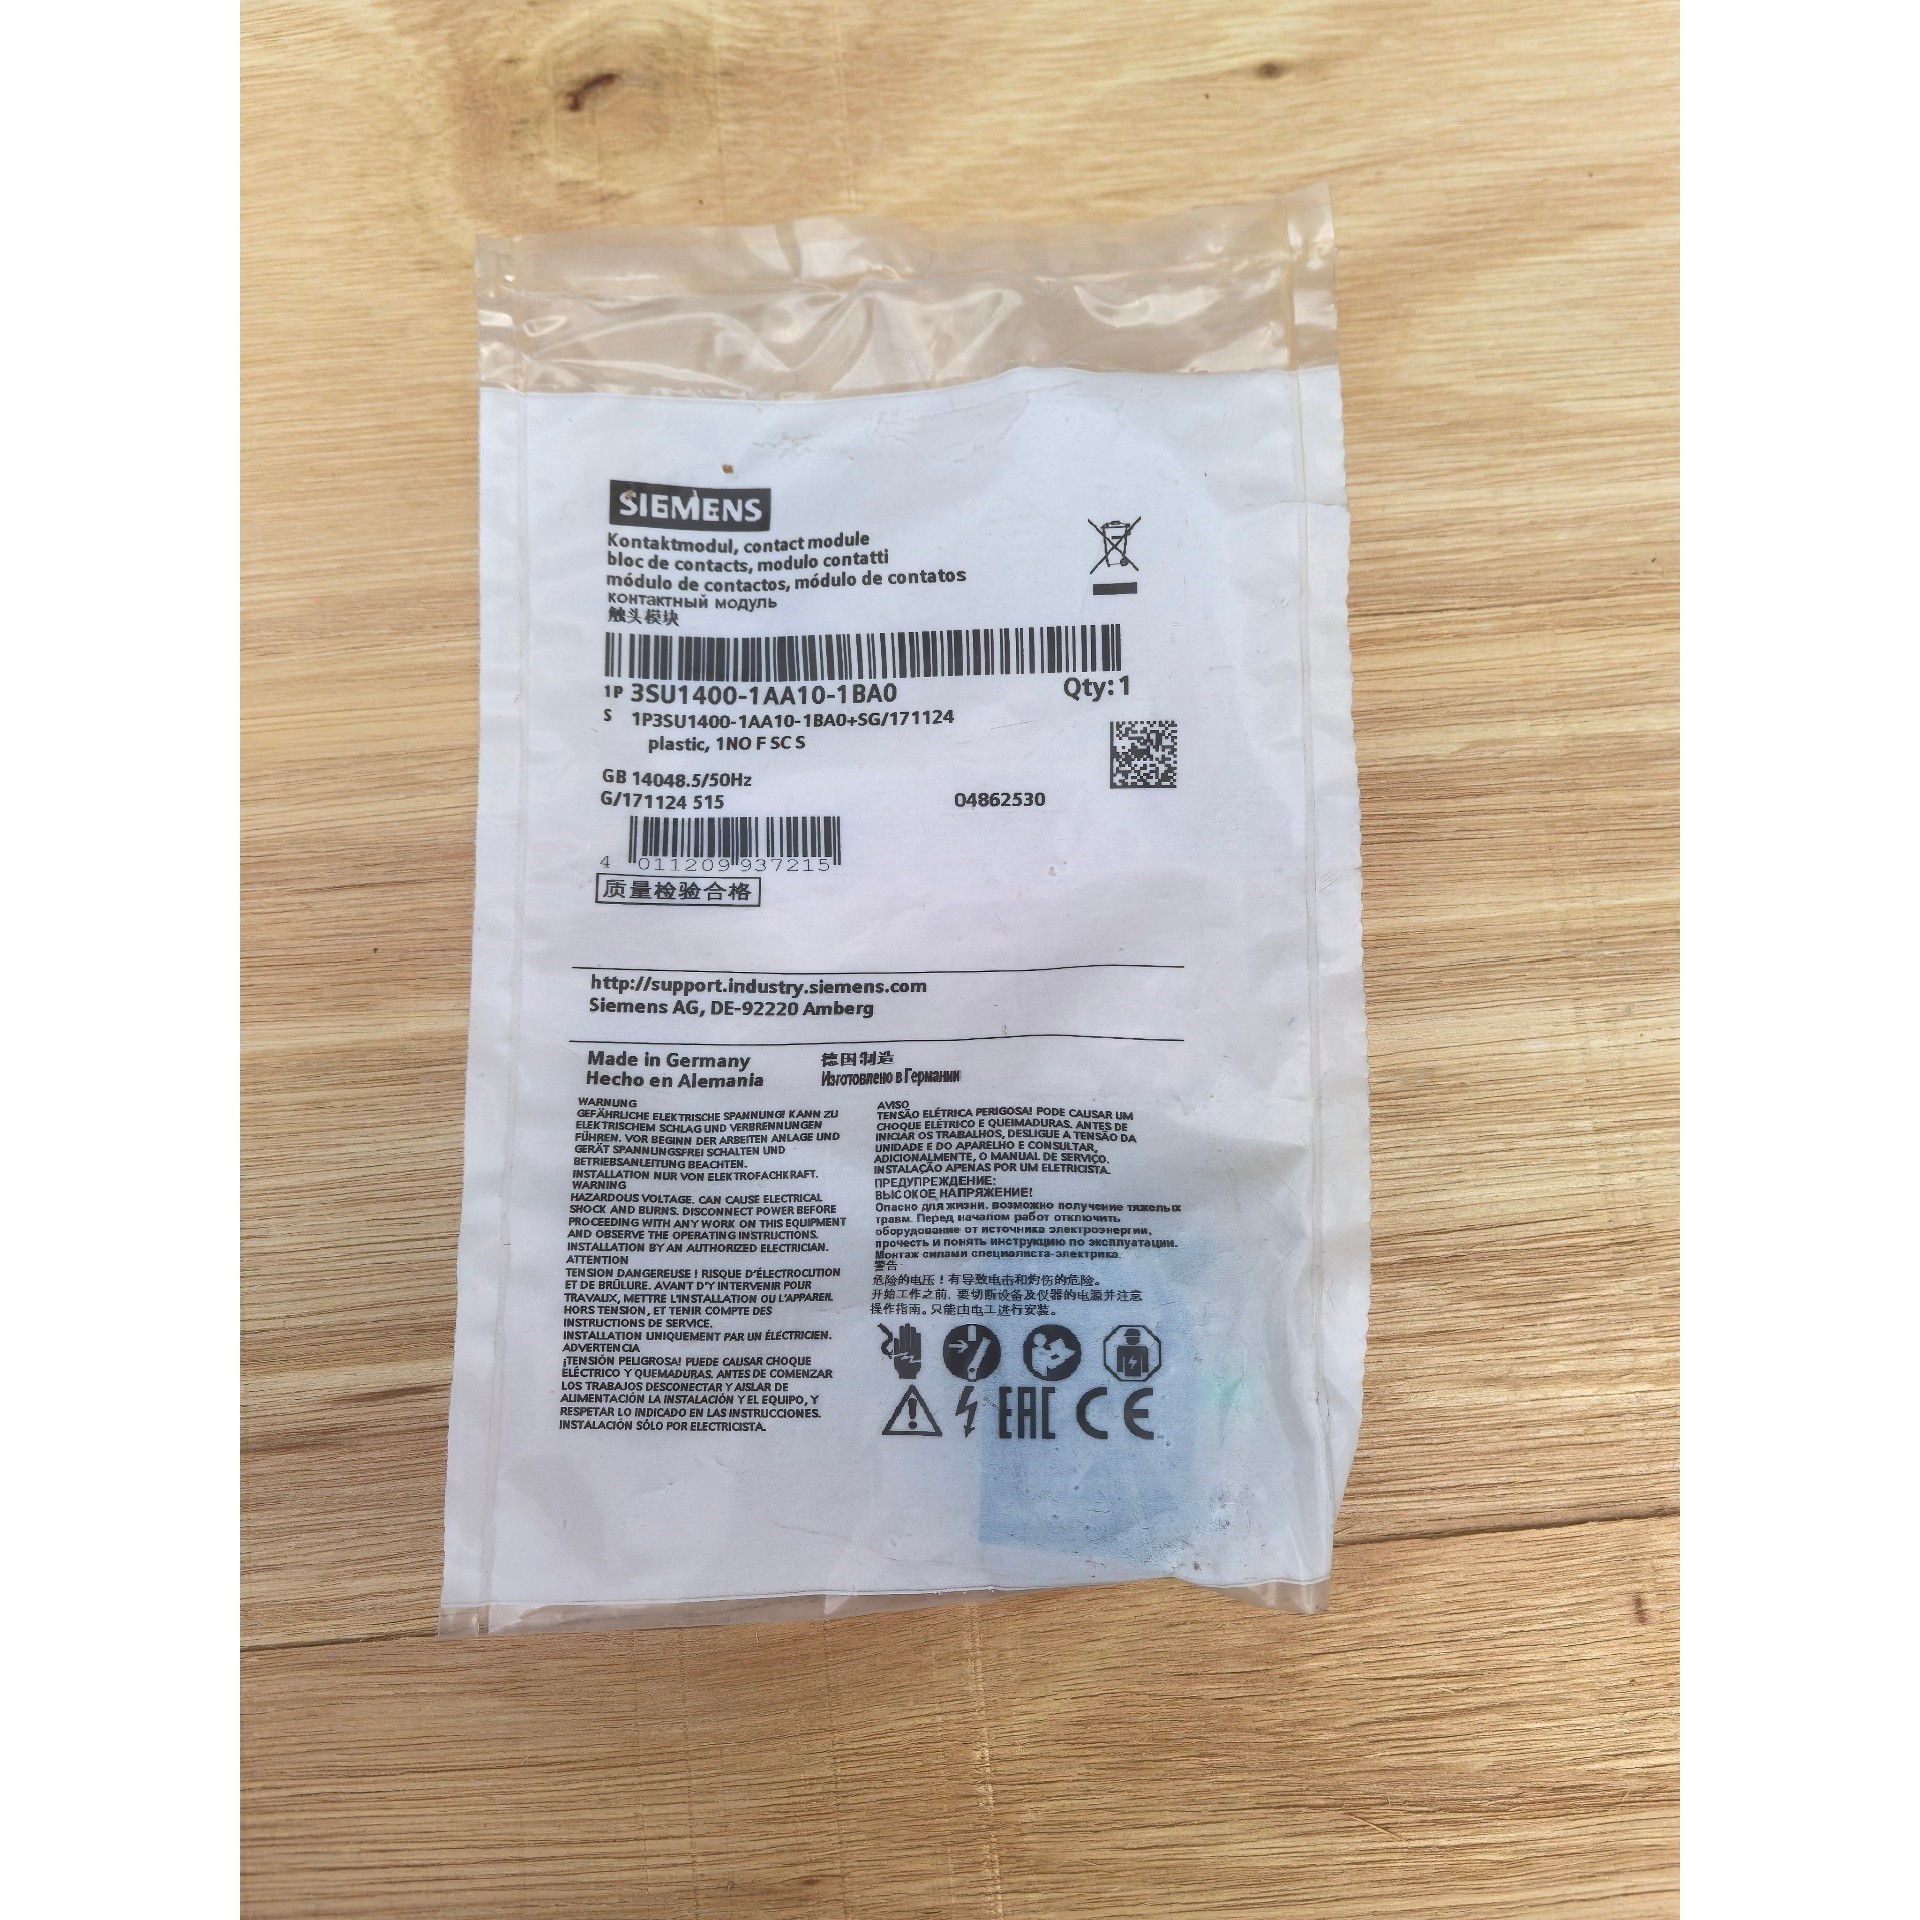 SIEMENS
Kontaktmodul, contact module
bloc de contacts, modulo contatti
módulo de contactos, módulo de contatos
контактный модуль
触头模块
1P 3SU1400-1AA10-1BA0 Qty: 1
S 1P3SU1400-1AA10-1BA0+SG/171124
plastic, 1NO F SC S
GB 14048.5/50Hz
G/171124 515 04862530
4 011209 937215
质量检验合格
http://support.industry.siemens.com
Siemens AG, DE-92220 Amberg
Made in Germany 德国制造
Hecho en Alemania Изготовлено в Германии
WARNUNG
GEFÄHRLICHE ELEKTRISCHE SPANNUNG! KANN ZU
ELEKTRISCHEM SCHLAG UND VERBRENNUNGEN
FÜHREN. VOR BEGINN DER ARBEITEN ANLAGE UND
GERÄT SPANNUNGSFREI SCHALTEN UND
BETRIEBSANLEITUNG BEACHTEN.
INSTALLATION NUR VON ELEKTROFACHKRAFT.
WARNING
HAZARDOUS VOLTAGE. CAN CAUSE ELECTRICAL
SHOCK AND BURNS. DISCONNECT POWER BEFORE
PROCEEDING WITH ANY WORK ON THIS EQUIPMENT
AND OBSERVE THE OPERATING INSTRUCTIONS.
INSTALLATION BY AN AUTHORIZED ELECTRICIAN.
ATTENTION
TENSION DANGEREUSE ! RISQUE D'ÉLECTROCUTION
ET DE BRÛLURE. AVANT D'Y INTERVENIR POUR
TRAVAUX, METTRE L'INSTALLATION OU L'APPAREIL
HORS TENSION, ET TENIR COMPTE DES
INSTRUCTIONS DE SERVICE.
INSTALLATION UNIQUEMENT PAR UN ÉLECTRICIEN.
ADVERTENCIA
¡TENSIÓN PELIGROSA! PUEDE CAUSAR CHOQUE
ELÉCTRICO Y QUEMADURAS. ANTES DE COMENZAR
LOS TRABAJOS DESCONECTAR Y AISLAR DE
ALIMENTACIÓN LA INSTALACIÓN Y EL EQUIPO, Y
RESPETAR LO INDICADO EN LAS INSTRUCCIONES.
INSTALACIÓN SÓLO POR ELECTRICISTA.
AVISO
TENSÃO ELÉTRICA PERIGOSA! PODE CAUSAR UM
CHOQUE ELÉTRICO E QUEIMADURAS. ANTES DE
INICIAR OS TRABALHOS, DESLIGUE A TENSÃO DA
UNIDADE E DO APARELHO E CONSULTAR,
ADICIONALMENTE, O MANUAL DE SERVIÇO.
INSTALAÇÃO APENAS POR UM ELETRICISTA.
ПРЕДУПРЕЖДЕНИЕ:
ВЫСОКОЕ НАПРЯЖЕНИЕ!
Опасно для жизни. возможно получение тяжелых
травм. Перед началом работ отключить
оборудование от источника электроэнергии,
прочесть и понять инструкцию по эксплуатации.
Монтаж силами специалиста-электрика.
警告
危险的电压！有导致电击和灼伤的危险。
开始工作之前, 要切断设备及仪器的电源并注意
操作指南。只能由电工进行安装。
EAC CE